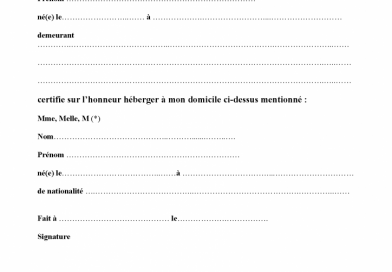 Prénom ……………………………………………………………
né(e) le………………………….. à ……………………………………………………
demeurant
……………………………………………………………………………………………
……………………………………………………………………………………………
……………………………………………………………………………………………
certifie sur l’honneur héberger à mon domicile ci-dessus mentionné :
Mme, Melle, M (*)
Nom……………………………………………………………
Prénom ………………………………………………………
né(e) le……………………………………à ………………………………………………
de nationalité ………………………………………………………………………………
Fait à …………………………………… le……………………………
Signature